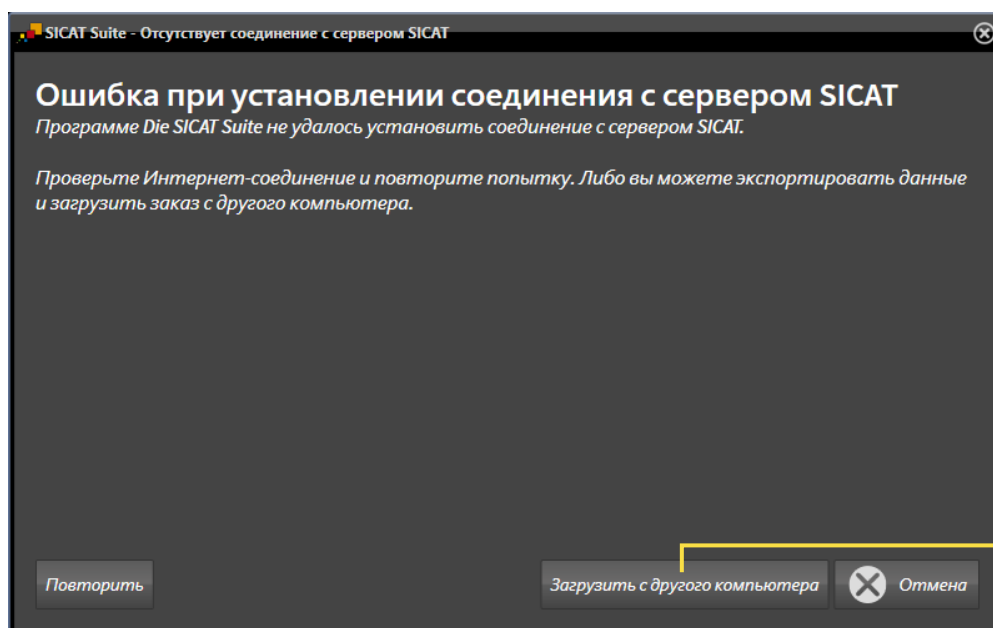 SICAT Suite - Отсутствует соединение с сервером SICAT
Ошибка при установлении соединения с сервером SICAT
Программе Die SICAT Suite не удалось установить соединение с сервером SICAT.
Проверьте Интернет-соединение и повторите попытку. Либо вы можете экспортировать данные
и загрузить заказ с другого компьютера.
Повторить
Загрузить с другого компьютера
Отмена